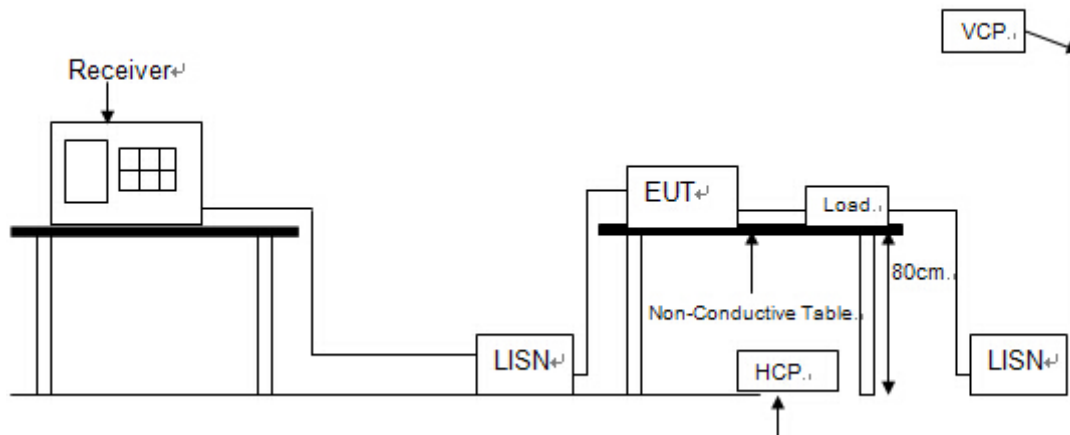 VCP.
Receiver↵
EUT↵
Load.
80cm.
Non-Conductive Table.
LISN↵
HCP.
LISN↵